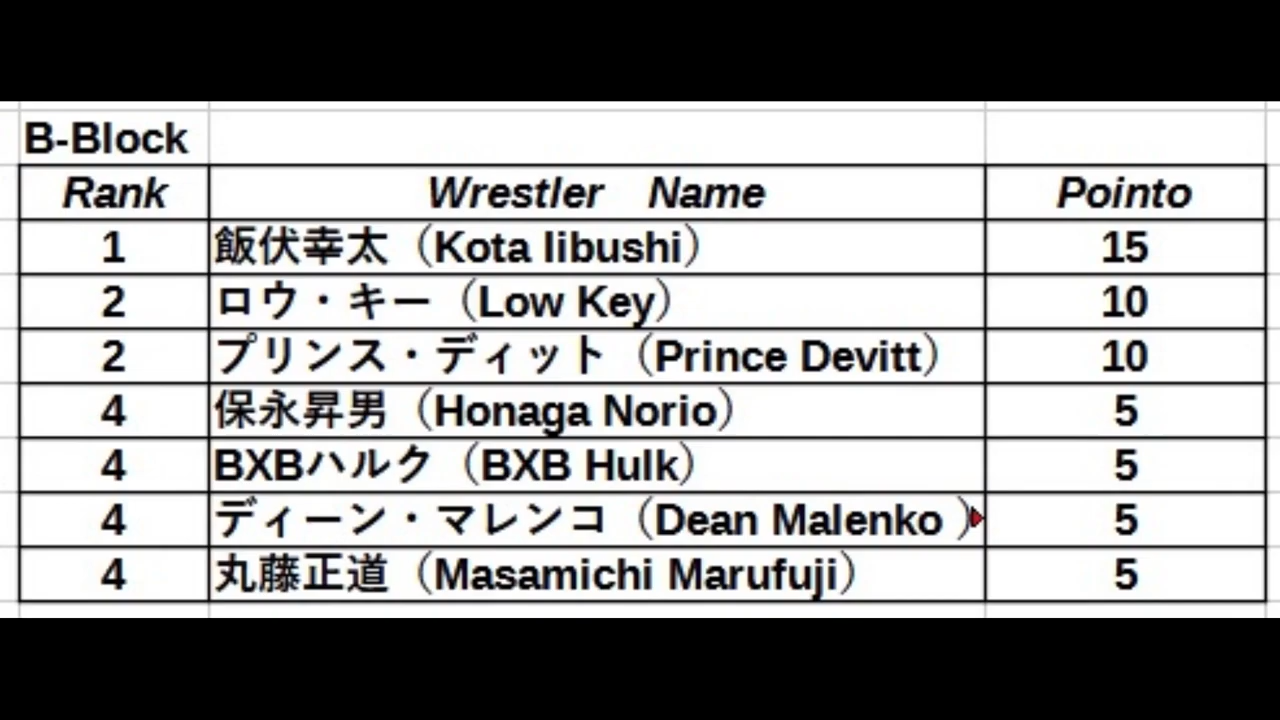 B-Block
Rank Wrestler　Name Pointo
1 飯伏幸太（Kota Iibushi） 15
2 ロウ・キー（Low Key） 10
2 プリンス・ディット（Prince Devitt） 10
4 保永昇男（Honaga Norio） 5
4 BXBハルク（BXB Hulk） 5
4 ディーン・マレンコ（Dean Malenko ） 5
4 丸藤正道（Masamichi Marufuji） 5